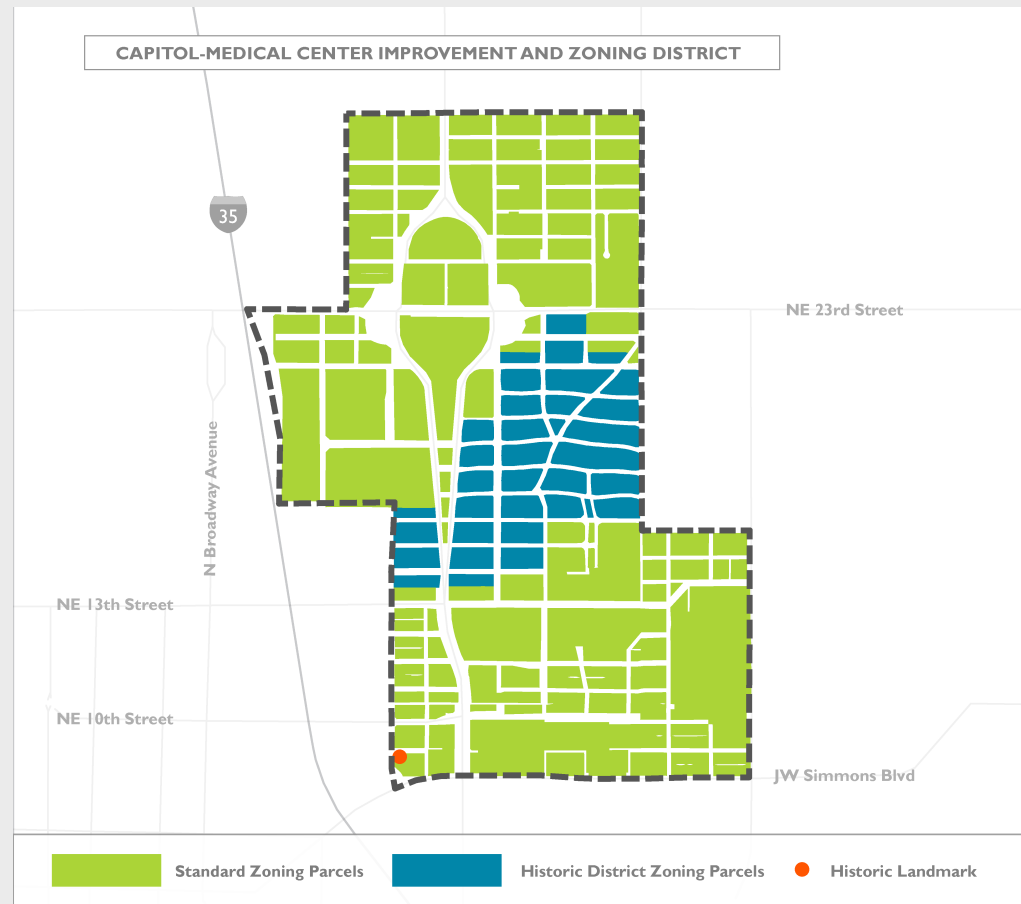 CAPITOL-MEDICAL CENTER IMPROVEMENT AND ZONING DISTRICT
35
NE 23rd Street
N Broadway Avenue
NE 13th Street
NE 10th Street
JW Simmons Blvd
Standard Zoning Parcels
Historic District Zoning Parcels
Historic Landmark